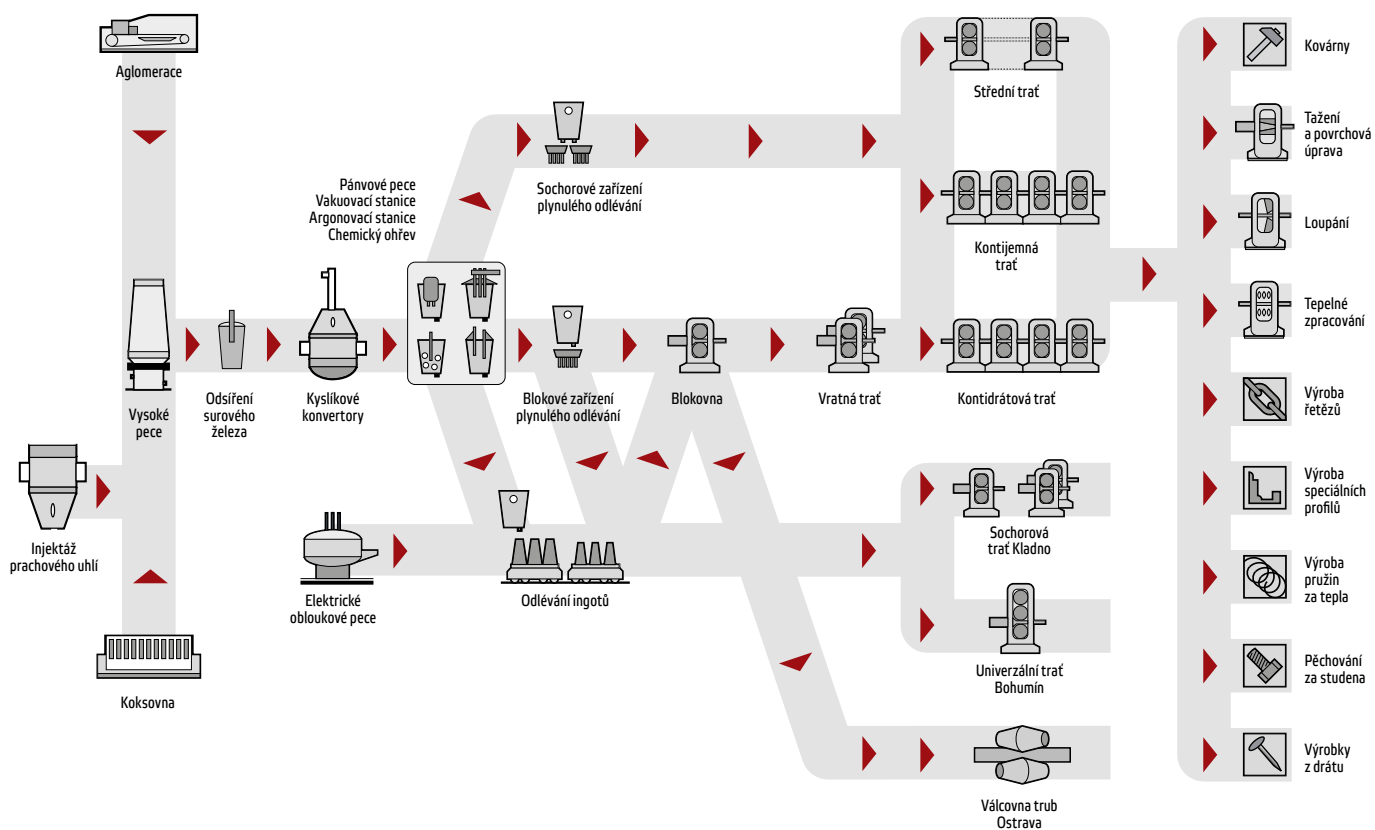 Aglomerace
Vysoké
pece
Injektáž
prachového uhlí
Koksovna
Odsíření
surového
železa
Kyslíkové
konvertory
Pánvové pece
Vakuovací stanice
Argonovací stanice
Chemický ohřev
Sochorové zařízení
plynulého odlévání
Blokové zařízení
plynulého odlévání
Blokovna
Vratná trať
Elektrické
obloukové pece
Odlévání ingotů
Střední trať
Kontijemná
trať
Kontidrátová trať
Sochorová
trať Kladno
Univerzální trať
Bohumín
Válcovna trub
Ostrava
Kovárny
Tažení
a povrchová
úprava
Loupání
Tepelné
zpracování
Výroba
řetězů
Výroba
speciálních
profilů
Výroba
pružin
za tepla
Pěchování
za studena
Výrobky
z drátu